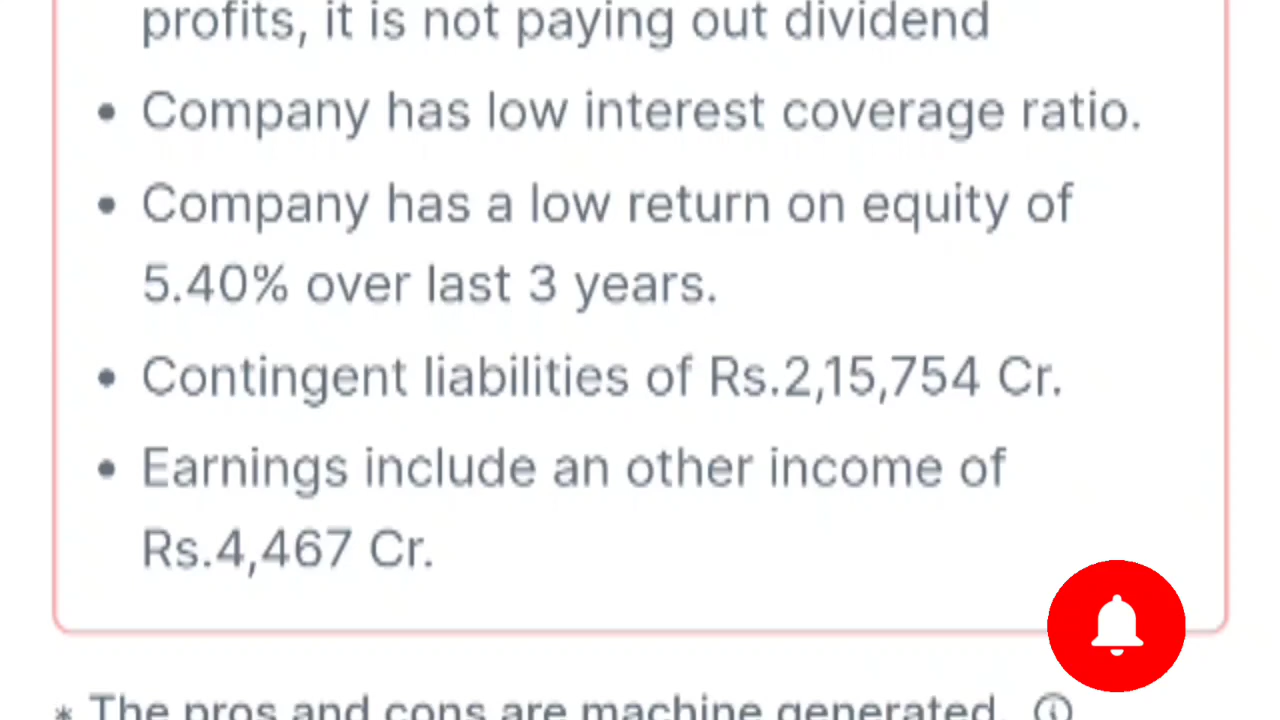 profits, it is not paying out dividend
• Company has low interest coverage ratio.
• Company has a low return on equity of
5.40% over last 3 years.
• Contingent liabilities of Rs.2,15,754 Cr.
• Earnings include an other income of
Rs.4,467 Cr.
* The pros and cons are machine generated.